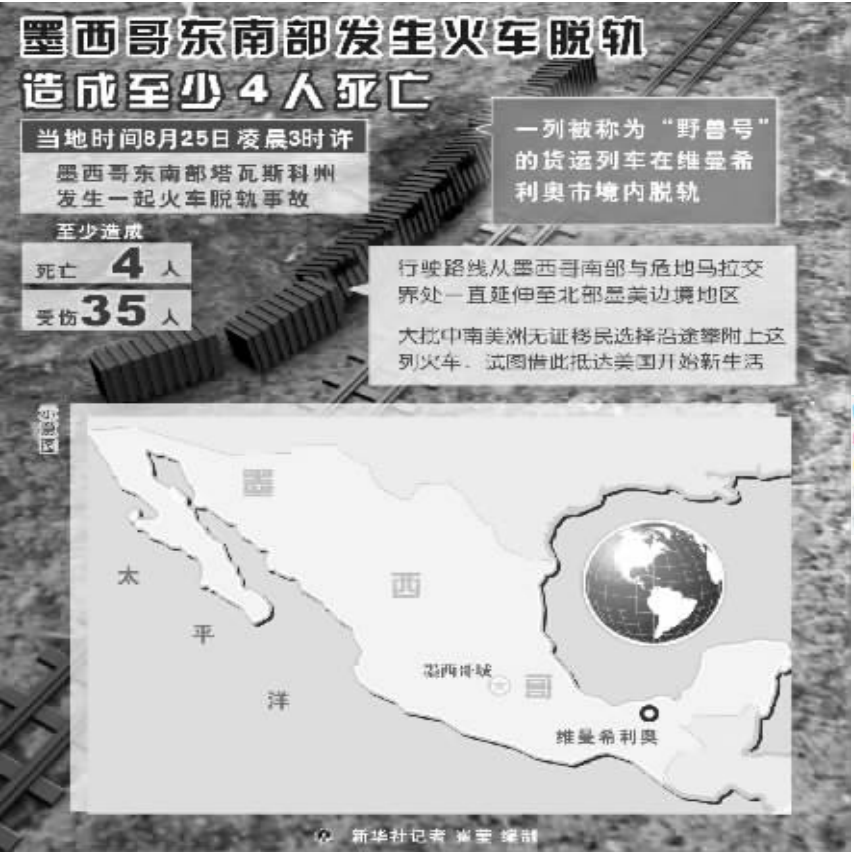 墨西哥东南部发生火车脱轨
造成至少4人死亡
当地时间8月25日凌晨3时许
墨西哥东南部塔瓦斯科州
发生一起火车脱轨事故
至少造成
死亡 4 人
受伤35 人
一列被称为“野兽号”
的货运列车在维曼希
利奥市境内脱轨
行驶路线从墨西哥南部与危地马拉交
界处一直延伸至北部墨美边境地区
大批中南美洲无证移民选择沿途攀附上这
列火车，试图借此抵达美国开始新生活
示意图
墨
西
哥
太
平
洋
墨西哥城
维曼希利奥
新华社记者 编制